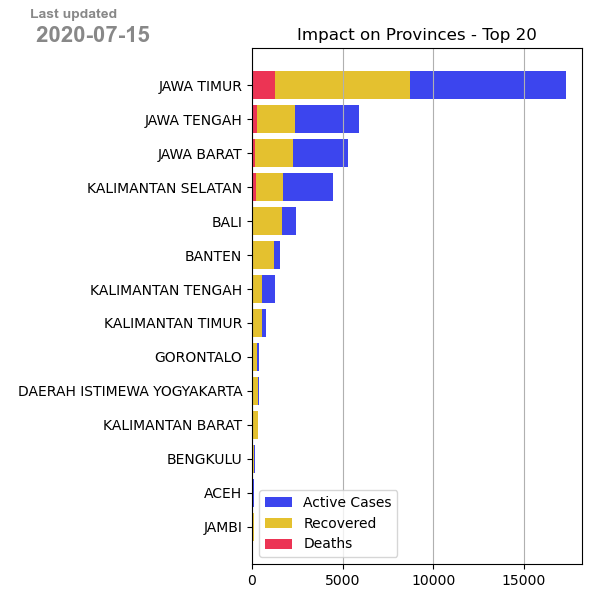 Last updated
2020-07-15
Impact on Provinces - Top 20
JAWA TIMUR
JAWA TENGAH
JAWA BARAT
KALIMANTAN SELATAN
BALI
BANTEN
KALIMANTAN TENGAH
KALIMANTAN TIMUR
GORONTALO
DAERAH ISTIMEWA YOGYAKARTA
KALIMANTAN BARAT
BENGKULU
ACEH
JAMBI
Active Cases
Recovered
Deaths
0 5000 10000 15000